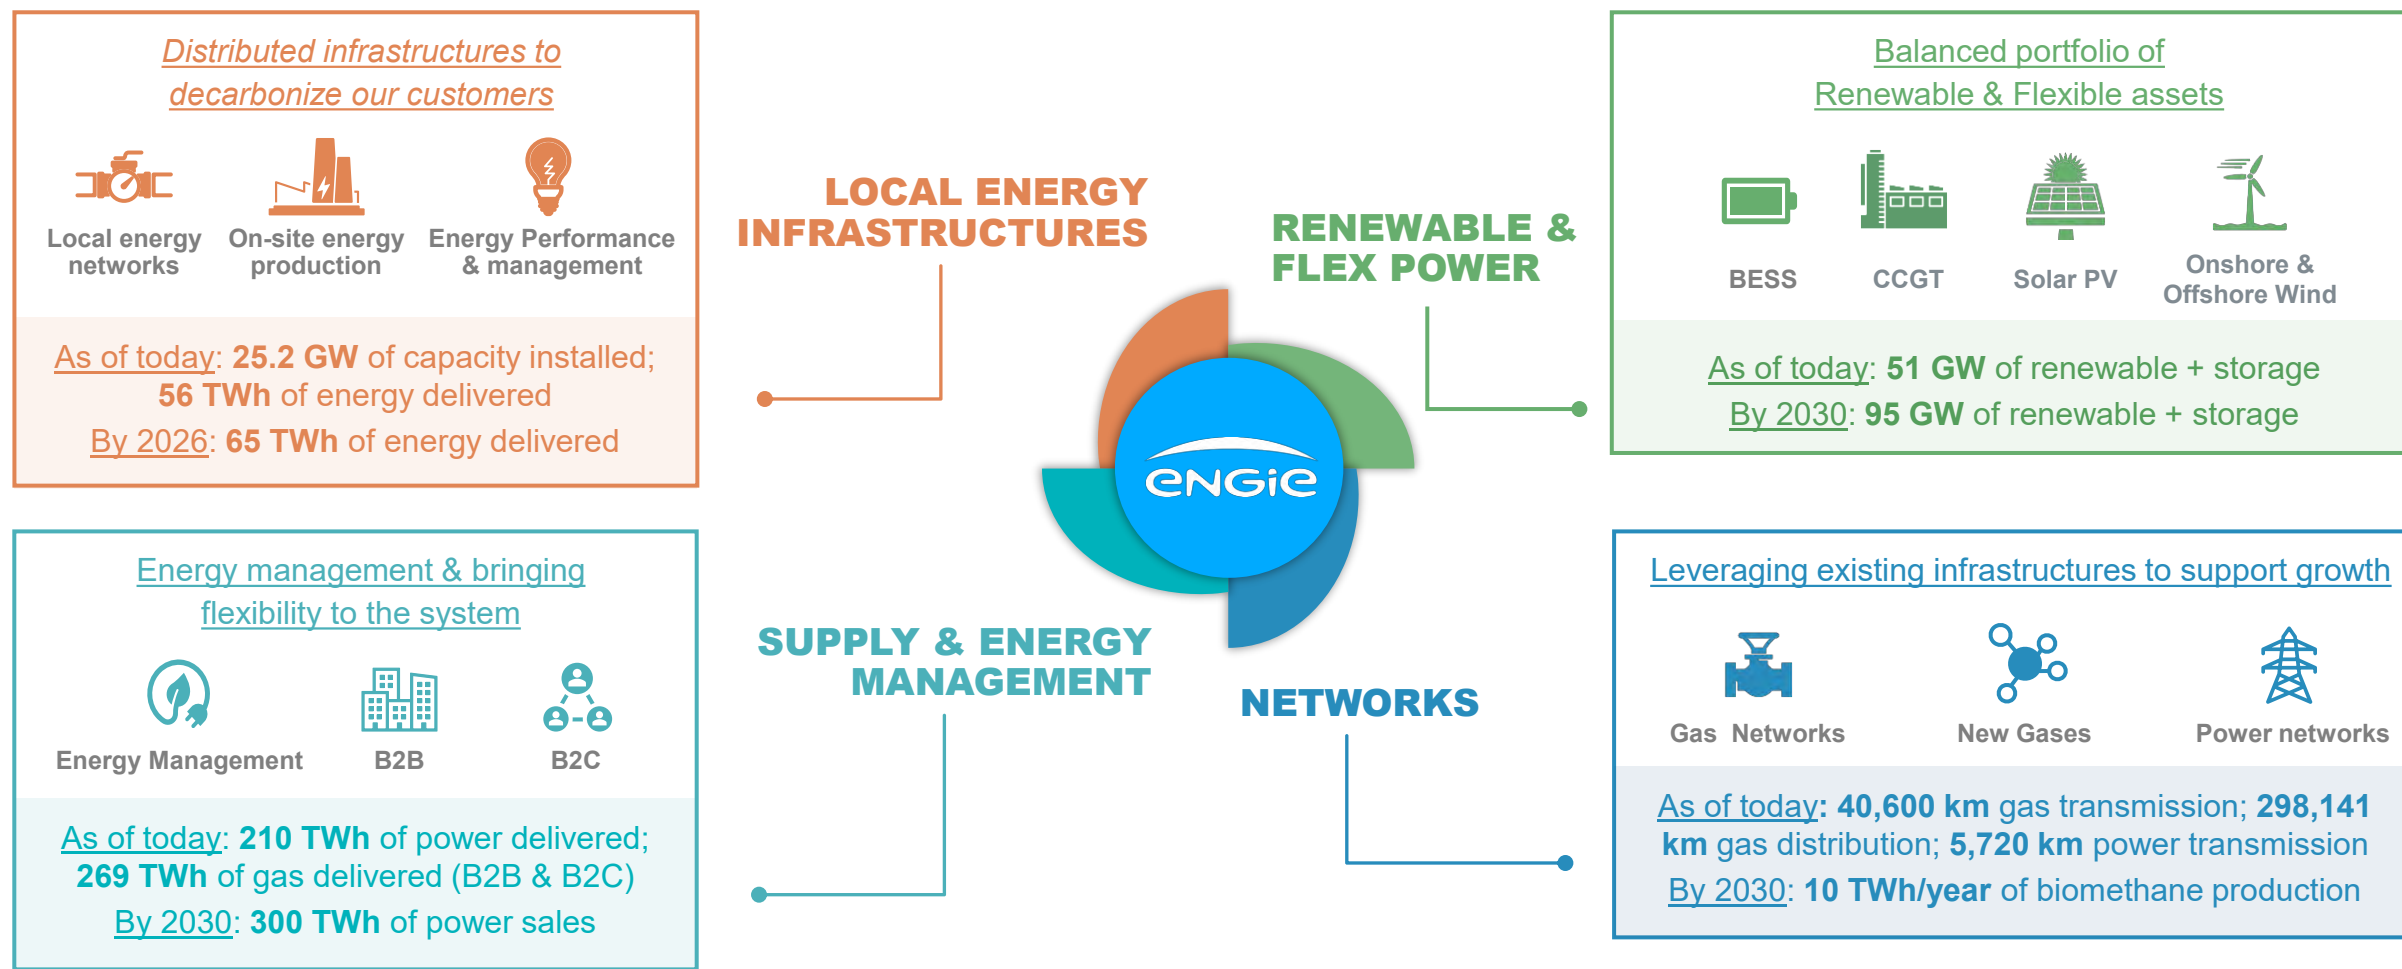 Distributed infrastructures to
decarbonize our customers
Local energy
networks
On-site energy
production
Energy Performance
& management
As of today: 25.2 GW of capacity installed;
56 TWh of energy delivered
By 2026: 65 TWh of energy delivered
LOCAL ENERGY
INFRASTRUCTURES
RENEWABLE &
FLEX POWER
Balanced portfolio of
Renewable & Flexible assets
BESS
CCGT
Solar PV
Onshore &
Offshore Wind
As of today: 51 GW of renewable + storage
By 2030: 95 GW of renewable + storage
eNGie
Energy management & bringing
flexibility to the system
Energy Management
B2B
B2C
As of today: 210 TWh of power delivered;
269 TWh of gas delivered (B2B & B2C)
By 2030: 300 TWh of power sales
SUPPLY & ENERGY
MANAGEMENT
NETWORKS
Leveraging existing infrastructures to support growth
Gas Networks
New Gases
Power networks
As of today: 40,600 km gas transmission; 298,141
km gas distribution; 5,720 km power transmission
By 2030: 10 TWh/year of biomethane production